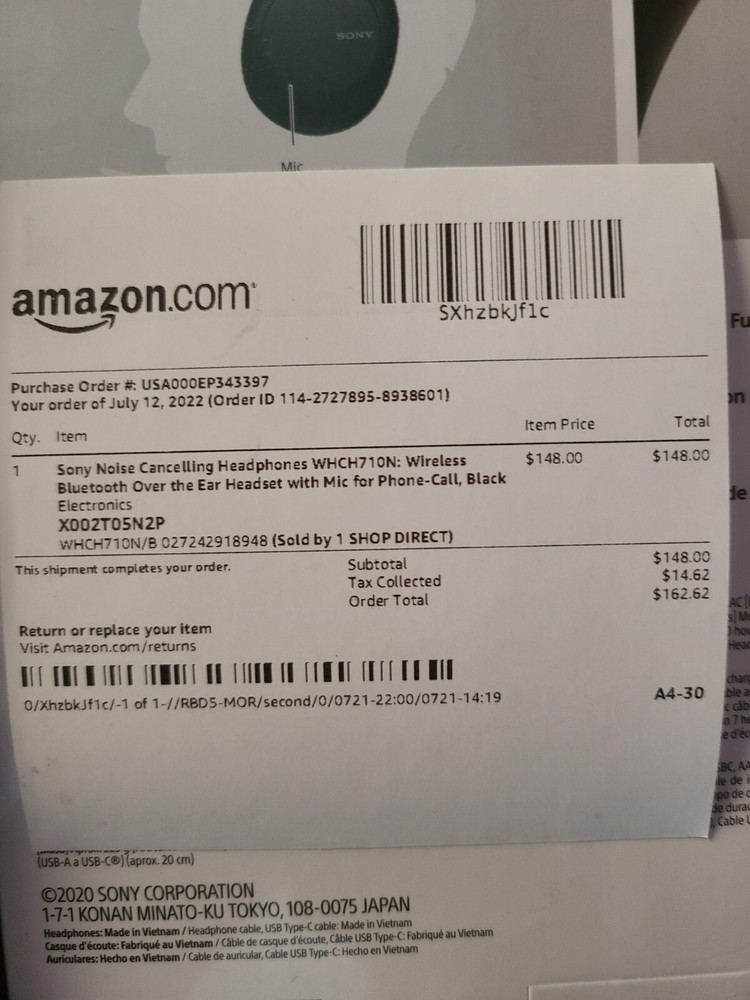 SONY
Mic
amazon.com
SXhzbkJf1c
Purchase Order #: USA000EP343397
Your order of July 12, 2022 (Order ID 114-2727895-8938601)
Qty. Item Item Price Total
1 Sony Noise Cancelling Headphones WHCH710N: Wireless $148.00 $148.00
Bluetooth Over the Ear Headset with Mic for Phone-Call, Black
Electronics
X002T05N2P
WHCH710N/B 027242918948 (Sold by 1 SHOP DIRECT)
This shipment completes your order. Subtotal $148.00
Tax Collected $14.62
Order Total $162.62
Return or replace your item
Visit Amazon.com/returns
0/XhzbkJf1c/-1 of 1-//RBD5-MOR/second/0/0721-22:00/0721-14:19
A4-30
(USB-A a USB-C®) (aprox. 20 cm)
©2020 SONY CORPORATION
1-7-1 KONAN MINATO-KU TOKYO, 108-0075 JAPAN
Headphones: Made in Vietnam / Headphone cable, USB Type-C cable: Made in Vietnam
Casque d'écoute: Fabriqué au Vietnam / Câble de casque d'écoute, Câble USB Type-C: Fabriqué au Vietnam
Auriculares: Hecho en Vietnam / Cable de auricular, Cable USB Type-C: Hecho en Vietnam